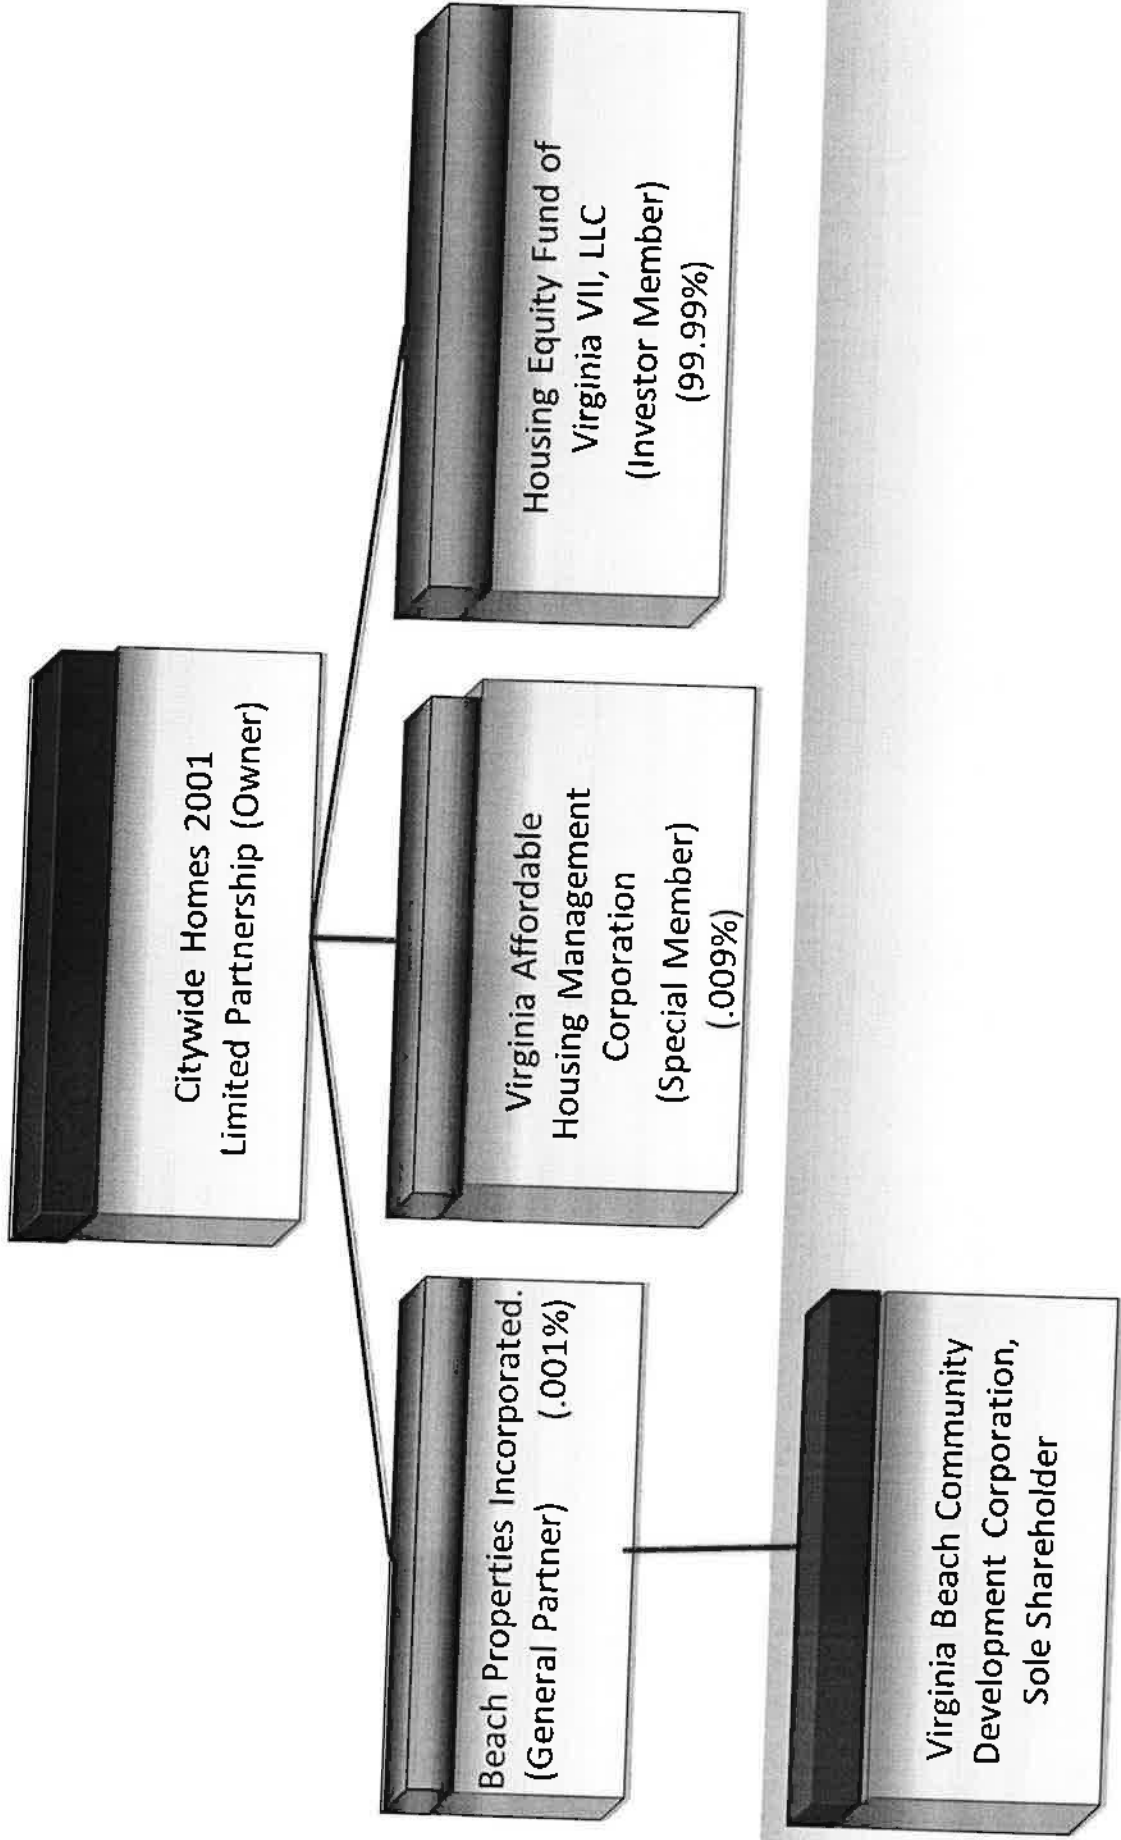 Citywide Homes 2001
Limited Partnership (Owner)
Beach Properties Incorporated.
(General Partner) (.001%)
Virginia Affordable
Housing Management
Corporation
(Special Member)
(.009%)
Housing Equity Fund of
Virginia VII, LLC
(Investor Member)
(99.99%)
Virginia Beach Community
Development Corporation,
Sole Shareholder